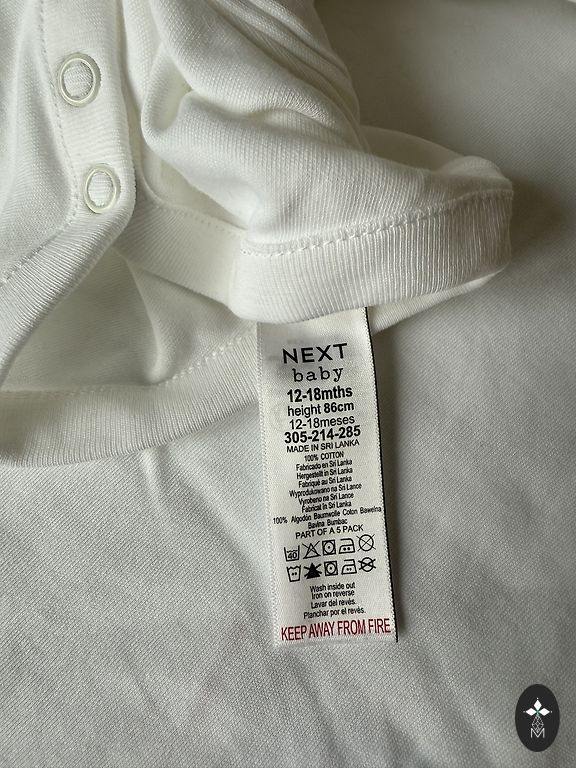 NEXT
baby
12-18mths
height 86cm
12-18meses
305-214-285
MADE IN SRI LANKA
100% COTTON
Fabricado en Sri Lanka
Hergestellt in Sri Lanka
Fabriqué au Sri Lanka
Wyprodukowano na Sri Lance
Vyrobeno na Sri Lance
Fabricat în Sri Lanka
100% Algodón Baumwolle Coton Bawełna
Bavlna Bumbac
PART OF A 5 PACK
40
Wash inside out
Iron on reverse
Lavar del revés.
Planchar por el revés.
KEEP AWAY FROM FIRE
M